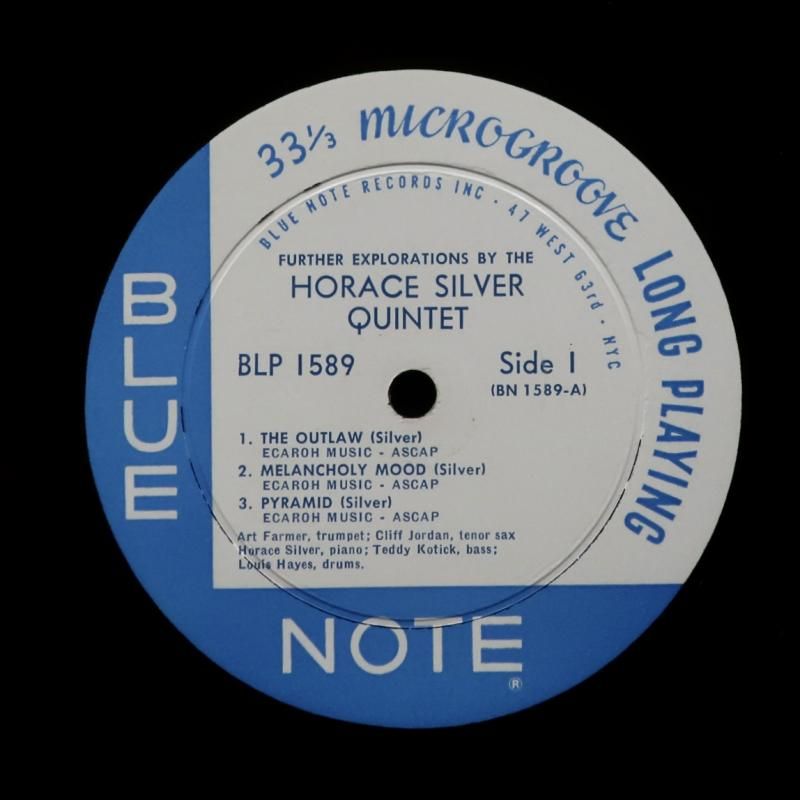 33⅓ MICROGROOVE LONG PLAYING
BLUE NOTE RECORDS INC · 47 WEST 63rd · NYC
FURTHER EXPLORATIONS BY THE
HORACE SILVER
QUINTET
BLP 1589 Side 1
(BN 1589-A)
1. THE OUTLAW (Silver)
ECAROH MUSIC - ASCAP
2. MELANCHOLY MOOD (Silver)
ECAROH MUSIC - ASCAP
3. PYRAMID (Silver)
ECAROH MUSIC - ASCAP
Art Farmer, trumpet; Cliff Jordan, tenor sax
Horace Silver, piano; Teddy Kotick, bass;
Louis Hayes, drums.
BLUE
NOTE
®